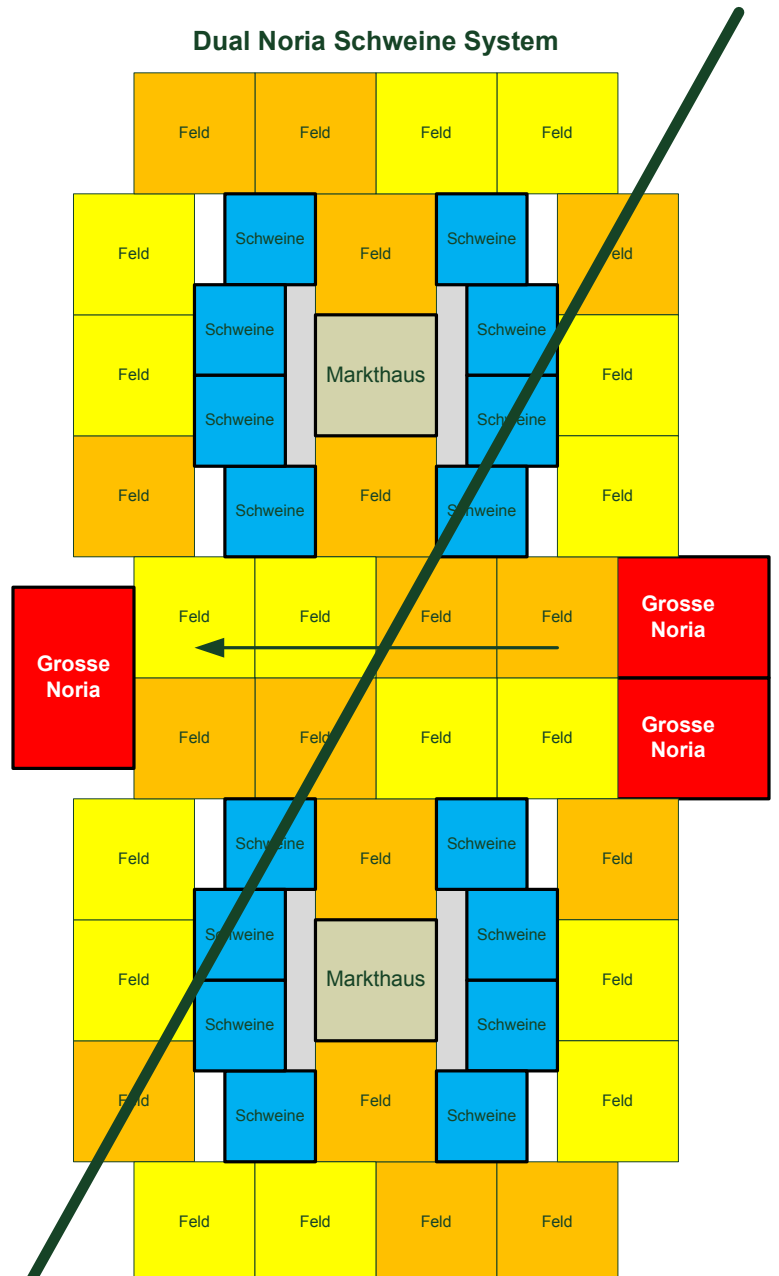 Dual Noria Schweine System
Feld Feld Feld Feld
Feld Schweine Feld Schweine Feld
Schweine Schweine
Feld Markthaus Feld
Schweine Schweine
Feld Schweine Feld Schweine Feld
Feld Feld Feld Feld Grosse
Noria
Grosse
Noria
Feld Feld Feld Feld Grosse
Noria
Feld Schweine Feld Schweine Feld
Schweine Schweine
Feld Markthaus Feld
Schweine Schweine
Feld Schweine Feld Schweine Feld
Feld Feld Feld Feld